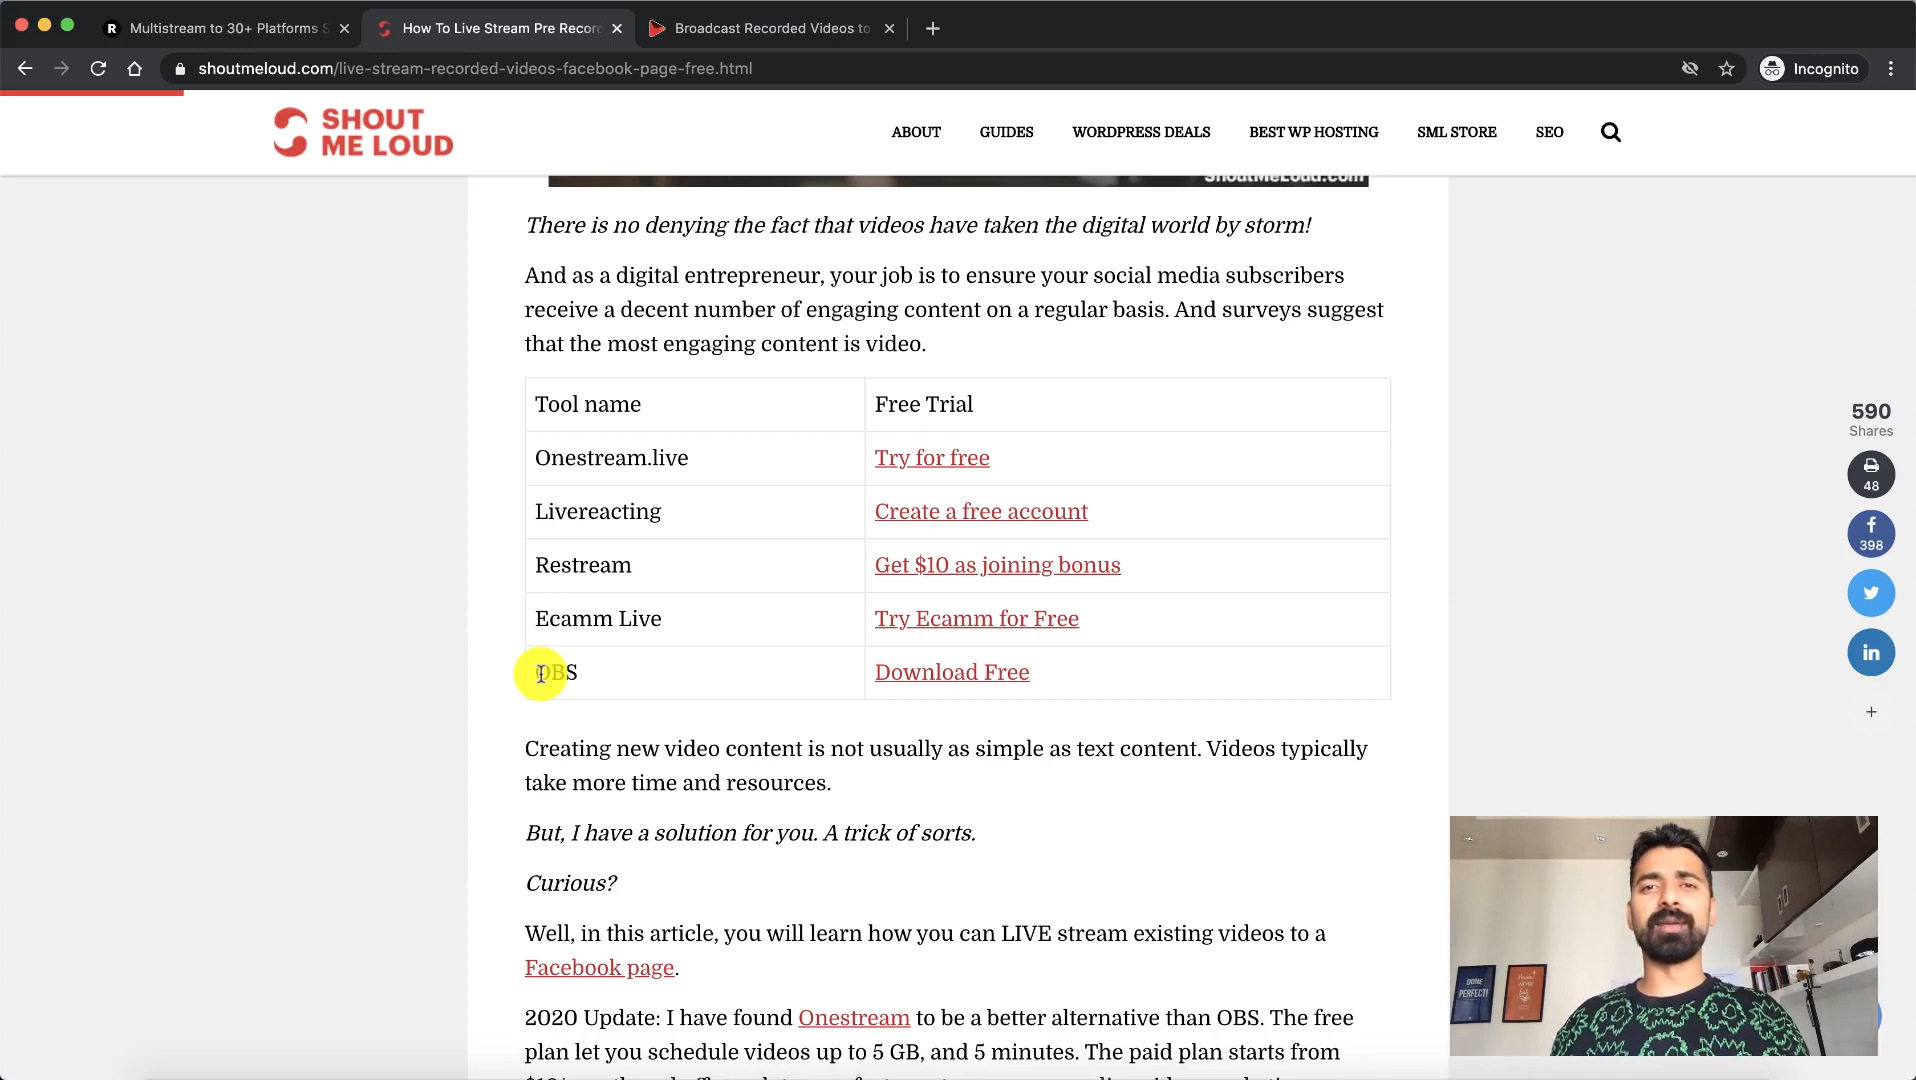 Multistream to 30+ Platforms S
How To Live Stream Pre Recor
Broadcast Recorded Videos to
shoutmeloud.com/live-stream-recorded-videos-facebook-page-free.html
Incognito
SHOUT
ME LOUD
ABOUT
GUIDES
WORDPRESS DEALS
BEST WP HOSTING
SML STORE
SEO
ShoutMeLoud.com
There is no denying the fact that videos have taken the digital world by storm!
And as a digital entrepreneur, your job is to ensure your social media subscribers
receive a decent number of engaging content on a regular basis. And surveys suggest
that the most engaging content is video.
Tool name
Free Trial
Onestream.live
Try for free
Livereacting
Create a free account
Restream
Get $10 as joining bonus
Ecamm Live
Try Ecamm for Free
OBS
Download Free
590
Shares
48
398
Creating new video content is not usually as simple as text content. Videos typically
take more time and resources.
But, I have a solution for you. A trick of sorts.
Curious?
Well, in this article, you will learn how you can LIVE stream existing videos to a
Facebook page.
2020 Update: I have found Onestream to be a better alternative than OBS. The free
plan let you schedule videos up to 5 GB, and 5 minutes. The paid plan starts from
DONE
PERFECT!